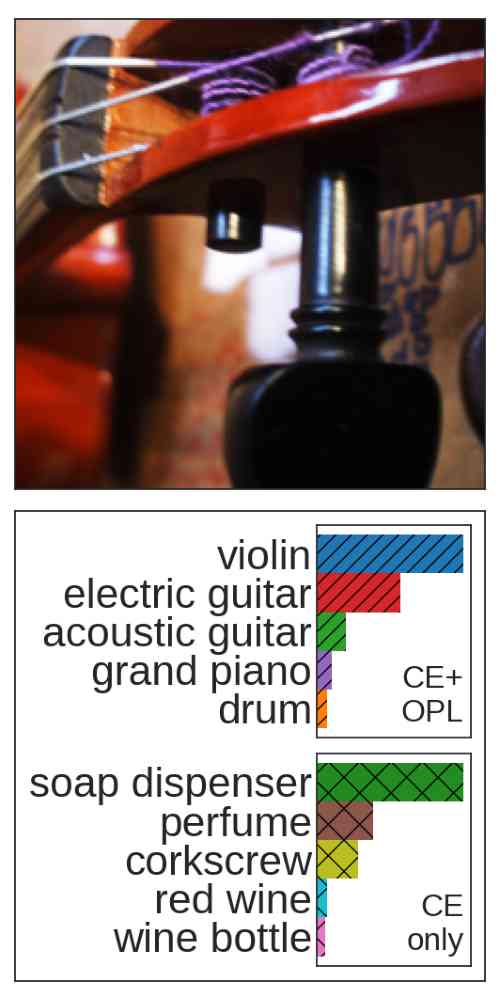 violin
electric guitar
acoustic guitar
grand piano
drum
CE+
OPL
soap dispenser
perfume
corkscrew
red wine
wine bottle
CE
only